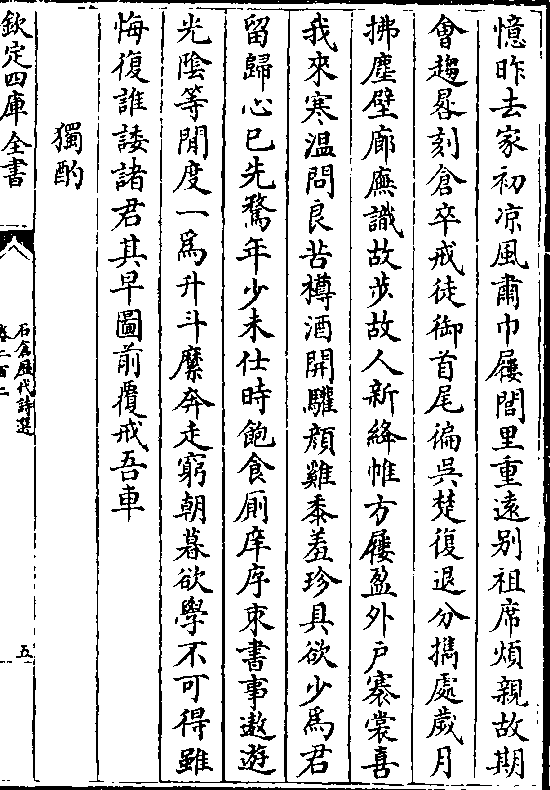 憶昨去家初凉風肅巾屨閭里重逺别祖席煩親故期
會趨晷刻倉卒戒徒御首尾徧吳楚復退分擕處歲月
拂塵壁廊廡識故歩故人新絳帷方屨盈外戸褰裳喜
我來寒温問良苦樽酒開驩顔雞黍羞珍具欲少為君
留歸心已先騖年少未仕時飽食厠庠序束書事遨遊
光隂等閒度一為升斗縻奔走窮朝暮欲學不可得雖
悔復誰諉諸君其早圖前覆戒吾車
獨酌
欽定四庫全書
石倉歷代詩選
卷二百二
五